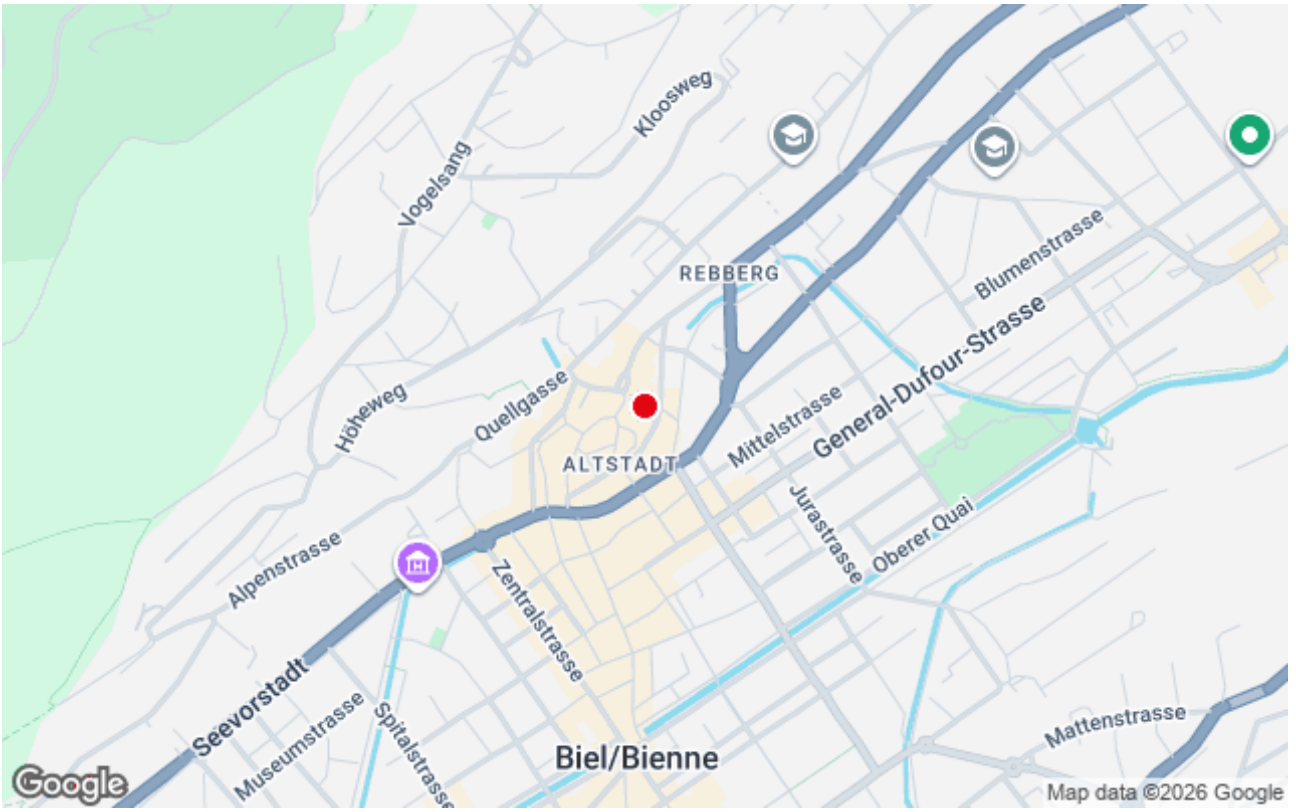 Kloosweg
Vogelsang
REBBERG
Blumenstrasse
General-Dufour-Strasse
Höheweg
Quellgasse
Mittelstrasse
ALTSTADT
Jurastrasse
Oberer Quai
Alpenstrasse
Zentralstrasse
Seevorstadt
Museumstrasse
Spitalstrasse
Mattenstrasse
Biel/Bienne
Google
Map data ©2026 Google